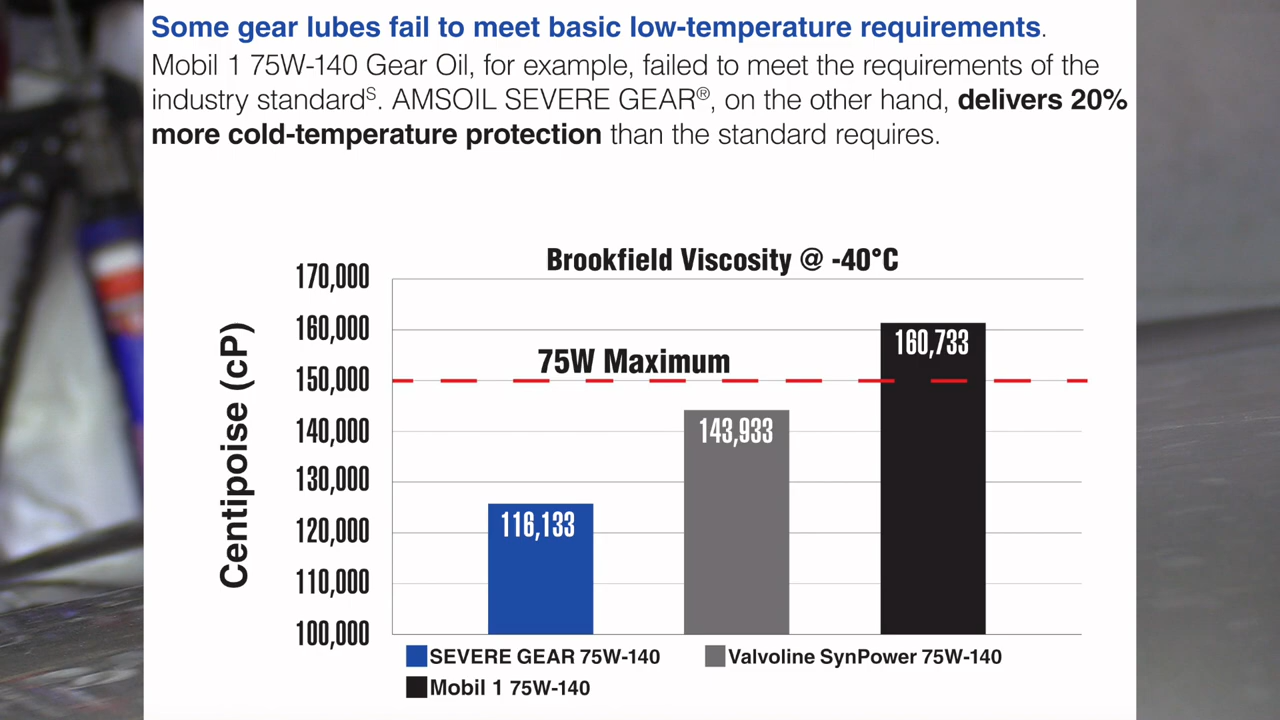 Some gear lubes fail to meet basic low-temperature requirements.
Mobil 1 75W-140 Gear Oil, for example, failed to meet the requirements of the
industry standardS. AMSOIL SEVERE GEAR®, on the other hand, delivers 20%
more cold-temperature protection than the standard requires.
Brookfield Viscosity @ -40°C
Centipoise (cP)
170,000
160,000
150,000
140,000
130,000
120,000
110,000
100,000
75W Maximum
116,133
143,933
160,733
SEVERE GEAR 75W-140
Valvoline SynPower 75W-140
Mobil 1 75W-140